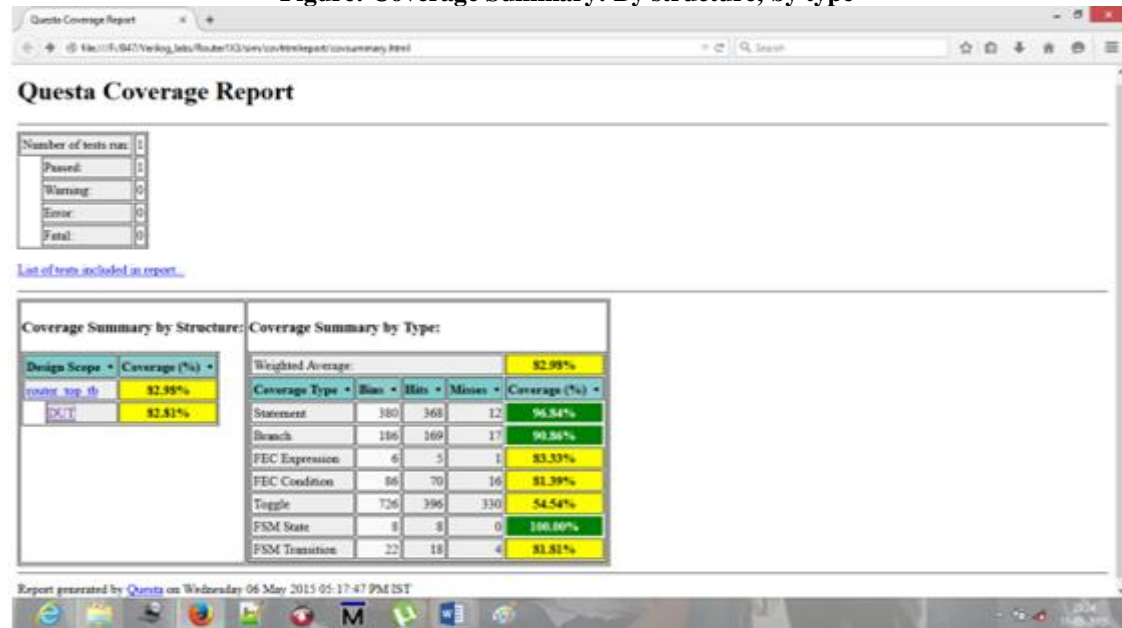 Figure: Coverage Summary: By structure, by type
Questa Coverage Report
Search
Questa Coverage Report
Number of tests run: 1
Passed: 1
Warning: 0
Error: 0
Fatal: 0
List of tests included in report...
Coverage Summary by Structure:
Design Scope Coverage (%)
router_top_tb 82.98%
DUT 82.81%
Coverage Summary by Type:
Weighted Average: 82.98%
Coverage Type Bins Hits Misses Coverage (%)
Statement 380 368 12 96.84%
Branch 186 169 17 90.86%
FEC Expression 6 5 1 83.33%
FEC Condition 86 70 16 81.39%
Toggle 726 396 330 54.54%
FSM State 8 8 0 100.00%
FSM Transition 22 18 4 81.81%
Report generated by Questa on Wednesday 06 May 2015 05:17:47 PM IST